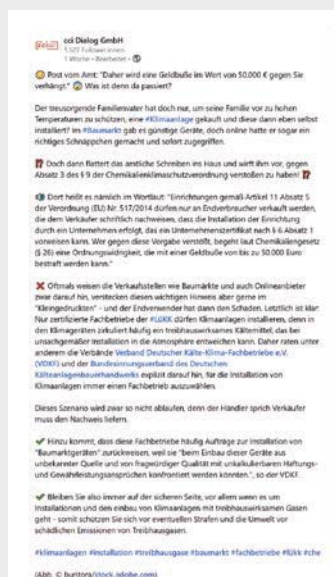 cci Dialog GmbH
1.527 Follower:innen
1 Woche • Bearbeitet •
Post vom Amt: "Daher wird eine Geldbuße im Wert von 50.000 € gegen Sie
verhängt." Was ist denn da passiert?
Der treusorgende Familienvater hat doch nur, um seine Familie vor zu hohen
Temperaturen zu schützen, eine #Klimaanlage gekauft und diese dann eben selbst
installiert? Im #Baumarkt gab es günstige Geräte, doch online hatte er sogar ein
richtiges Schnäppchen gemacht und sofort zugegriffen.
⁉️ Doch dann flattert das amtliche Schreiben ins Haus und wirft ihm vor, gegen
Absatz 3 des § 9 der Chemikalienklimaschutzverordnung verstoßen zu haben! ⁉️
Dort heißt es nämlich im Wortlaut: "Einrichtungen gemäß Artikel 11 Absatz 5
der Verordnung (EU) Nr. 517/2014 dürfen nur an Endverbraucher verkauft werden,
die dem Verkäufer schriftlich nachweisen, dass die Installation der Einrichtung
durch ein Unternehmen erfolgt, das ein Unternehmenszertifikat nach § 6 Absatz 1
vorweisen kann. Wer gegen diese Vorgabe verstößt, begeht laut Chemikaliengesetz
(§ 26) eine Ordnungswidrigkeit, die mit einer Geldbuße von bis zu 50.000 Euro
bestraft werden kann."
❌ Oftmals weisen die Verkaufsstellen wie Baumärkte und auch Onlineanbieter
zwar darauf hin, verstecken diesen wichtigen Hinweis aber gerne im
"Kleingedruckten" - und der Endverwender hat dann den Schaden. Letztlich ist klar:
Nur zertifizierte Fachbetriebe der #LÜKK dürfen Klimaanlagen installieren, denn in
den Klimageräten zirkuliert häufig ein treibhauswirksames Kältemittel, das bei
unsachgemäßer Installation in die Atmosphäre entweichen kann. Daher raten unter
anderem die Verbände Verband Deutscher Kälte-Klima-Fachbetriebe e.V.
(VDKF) und der Bundesinnungsverband des Deutschen
Kälteanlagenbauerhandwerks explizit darauf hin, für die Installation von
Klimaanlagen immer einen Fachbetrieb auszuwählen.
Dieses Szenario wird zwar so nicht ablaufen, denn der Händler sprich Verkäufer
muss den Nachweis liefern.
✔ Hinzu kommt, dass diese Fachbetriebe häufig Aufträge zur Installation von
"Baumarktgeräten" zurückweisen, weil sie "beim Einbau dieser Geräte aus
unbekannter Quelle und von fragwürdiger Qualität mit unkalkulierbaren Haftungs-
und Gewährleistungsansprüchen konfrontiert werden könnten.", so der VDKF.
✔ Bleiben Sie also immer auf der sicheren Seite, vor allem wenn es um
Installationen und den einbau von Klimaanlagen mit treibhauswirksamen Gasen
geht - somit schützen Sie sich vor eventuellen Strafen und die Umwelt vor
schädlichen Emissionen von Treibhausgasen.
#klimaanlagen #installation #treibhausgase #baumarkt #fachbetriebe #lükk #che
(Abb. © buntors/stock.adobe.com)